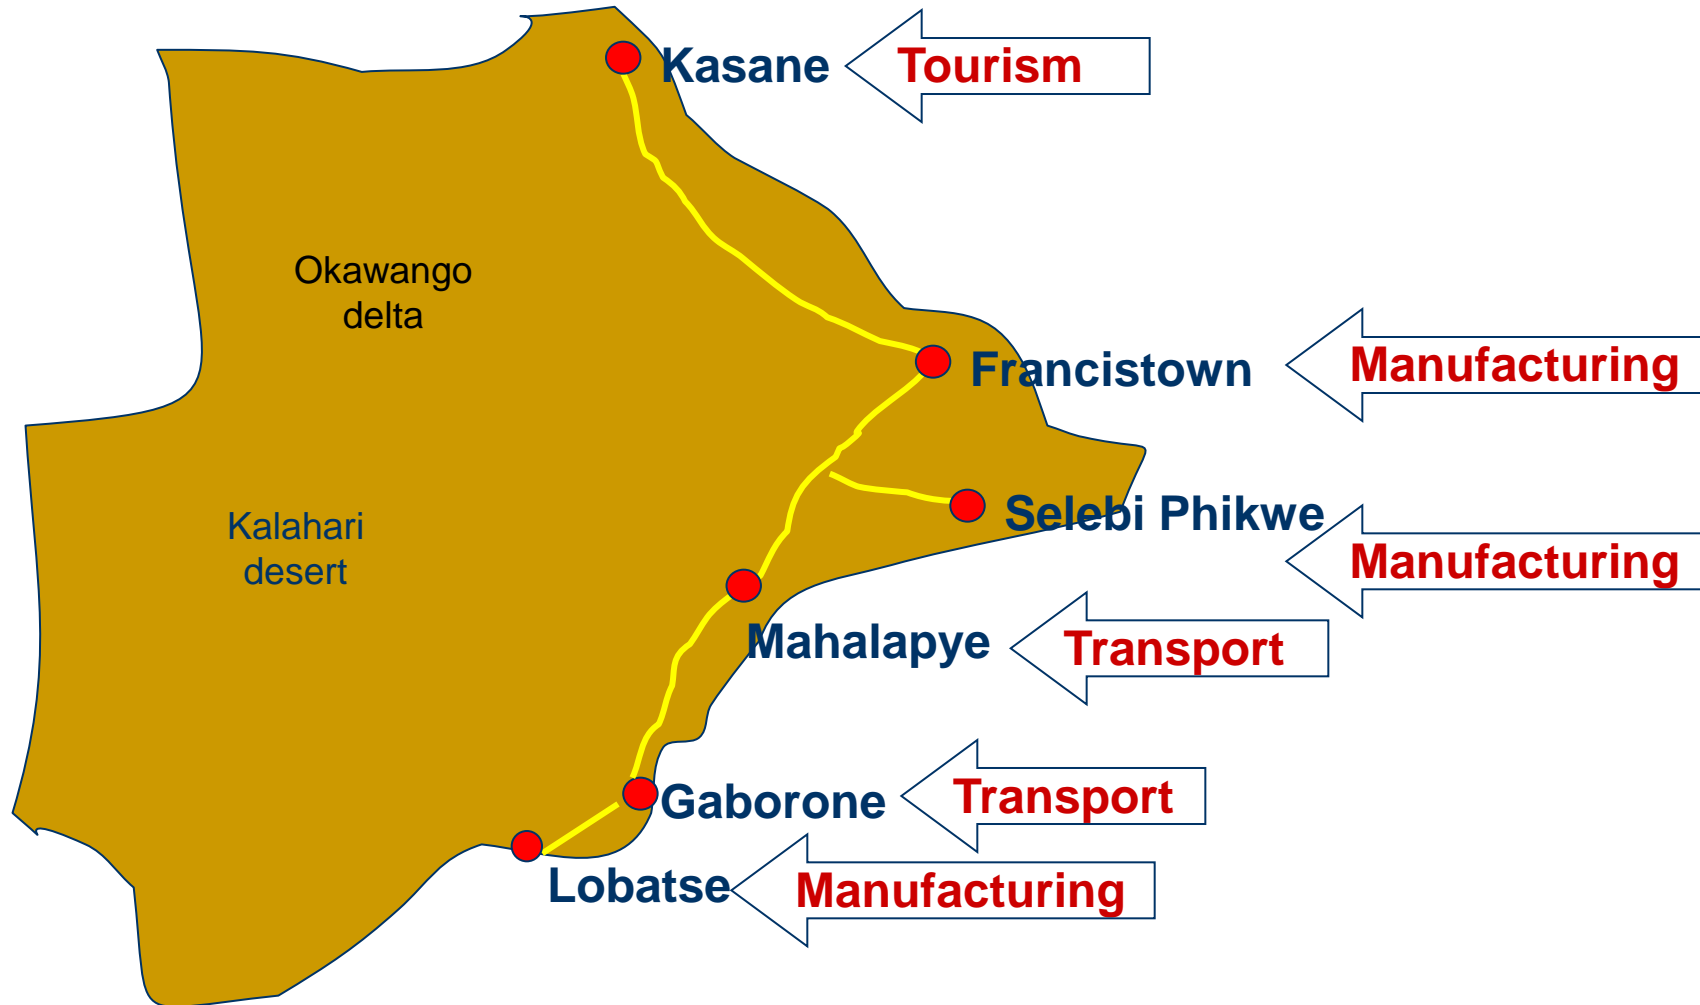 Kasane
Tourism
Okawango
delta
Francistown
Manufacturing
Kalahari
desert
Selebi Phikwe
Manufacturing
Mahalapye
Transport
Gaborone
Transport
Lobatse
Manufacturing